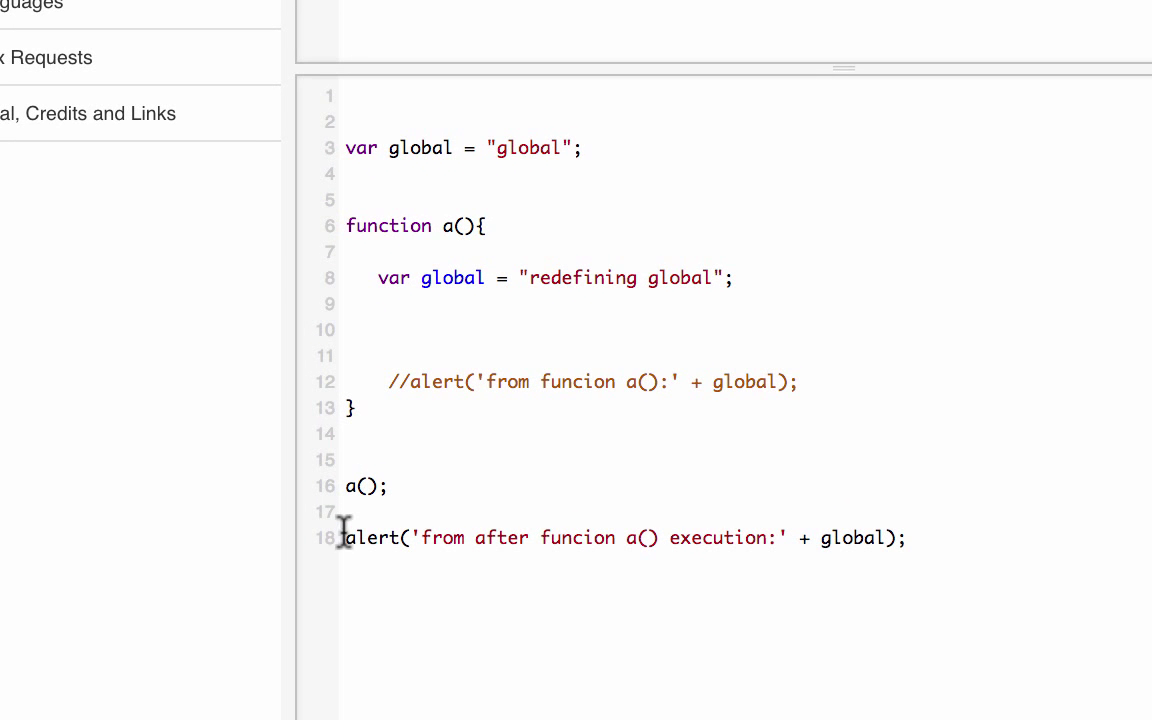 guages
x Requests
al, Credits and Links
1
2
3 var global = "global";
4
5
6 function a(){
7
8 var global = "redefining global";
9
10
11
12 //alert('from funcion a():' + global);
13 }
14
15
16 a();
17
18 alert('from after funcion a() execution:' + global);